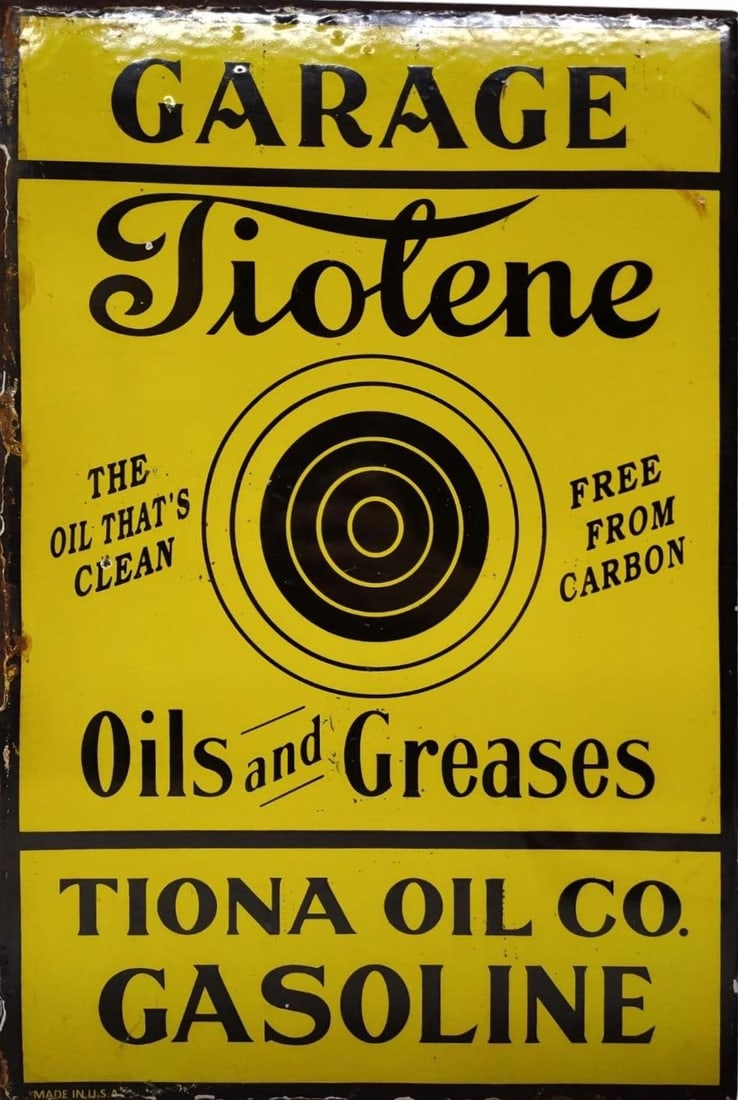 GARAGE
Tiolene
THE
OIL THAT'S
CLEAN
FREE
FROM
CARBON
Oils and Greases
TIONA OIL CO.
GASOLINE
MADE IN U.S.A.